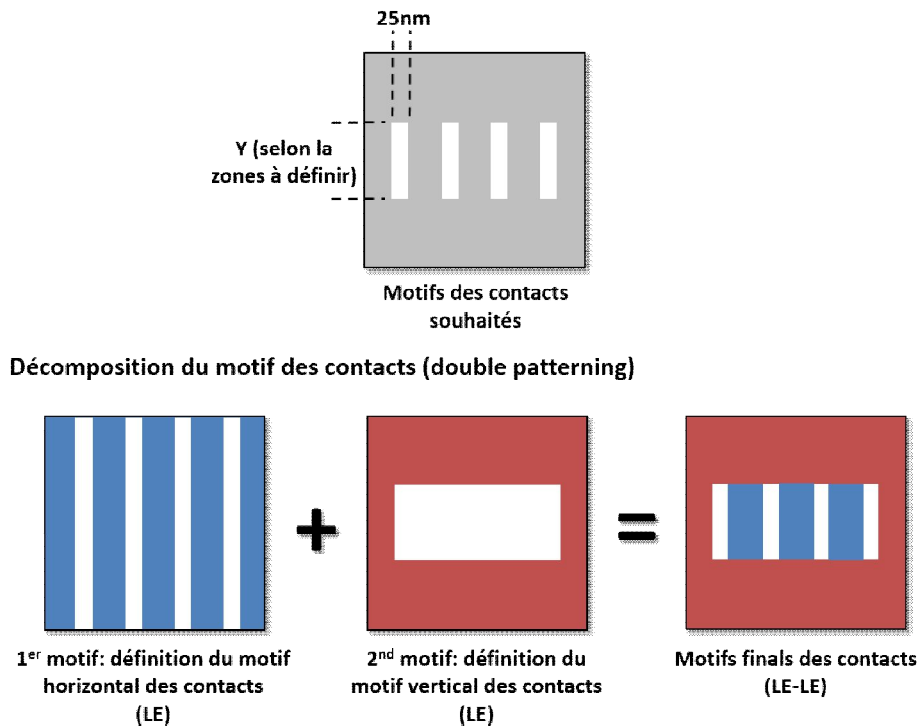 25nm
Y (selon la
zones à définir)
Motifs des contacts
souhaités
Décomposition du motif des contacts (double patterning)
1er motif: définition du motif
horizontal des contacts
(LE)
2nd motif: définition du
motif vertical des contacts
(LE)
Motifs finals des contacts
(LE-LE)